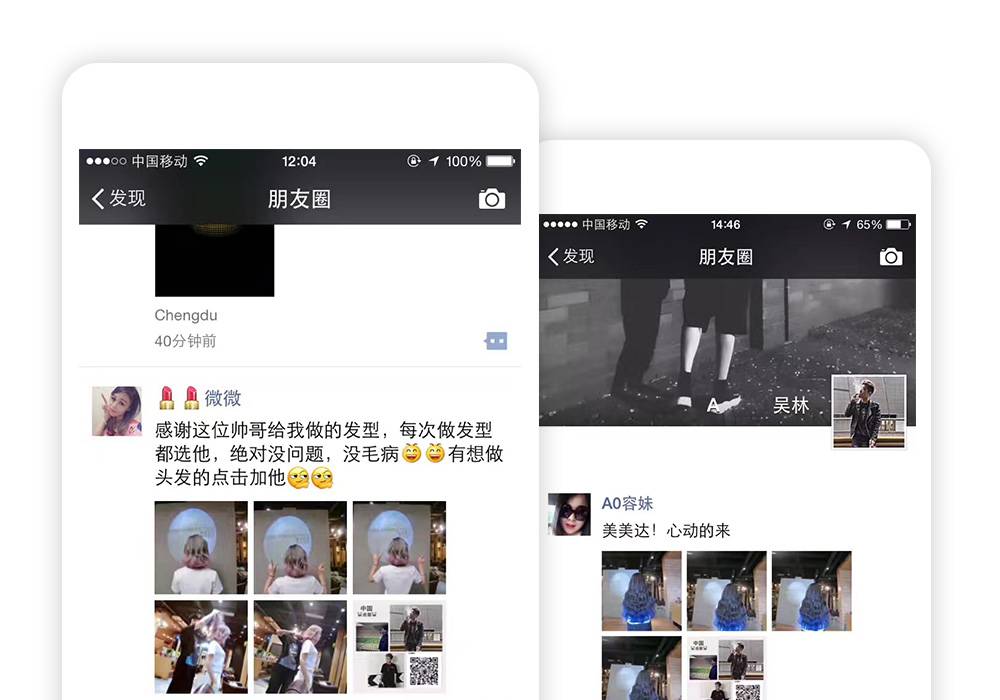 中国移动 12:04 100%
发现 朋友圈
Chengdu
40分钟前
微微
感谢这位帅哥给我做的发型，每次做发型
都选他，绝对没问题，没毛病😄😄有想做
头发的点击加他🤔🤔
中国
中国移动 14:46 65%
发现 朋友圈
A 吴林
A0容妹
美美达！心动的来
中国